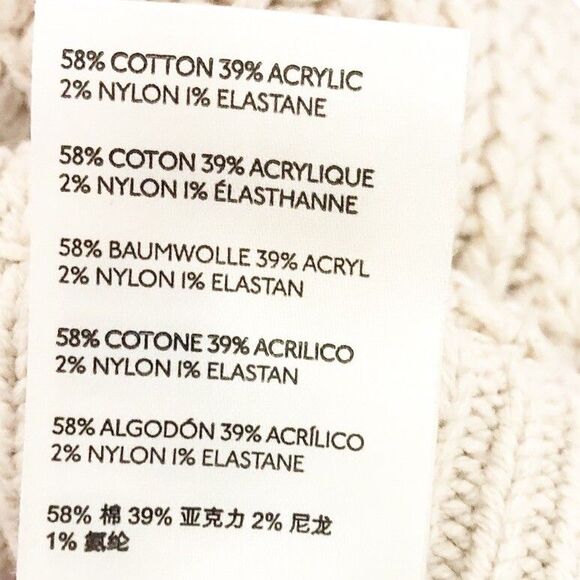 58% COTTON 39% ACRYLIC
2% NYLON 1% ELASTANE
58% COTON 39% ACRYLIQUE
2% NYLON 1% ÉLASTHANNE
58% BAUMWOLLE 39% ACRYL
2% NYLON 1% ELASTAN
58% COTONE 39% ACRILICO
2% NYLON 1% ELASTAN
58% ALGODÓN 39% ACRÍLICO
2% NYLON 1% ELASTANE
58% 棉 39% 亚克力 2% 尼龙
1% 氨纶